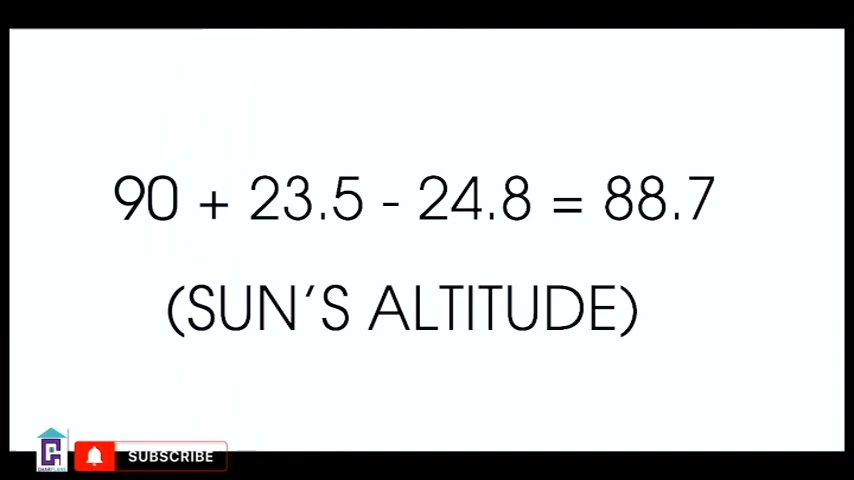 90 + 23.5 - 24.8 = 88.7
(SUN'S ALTITUDE)
SUBSCRIBE